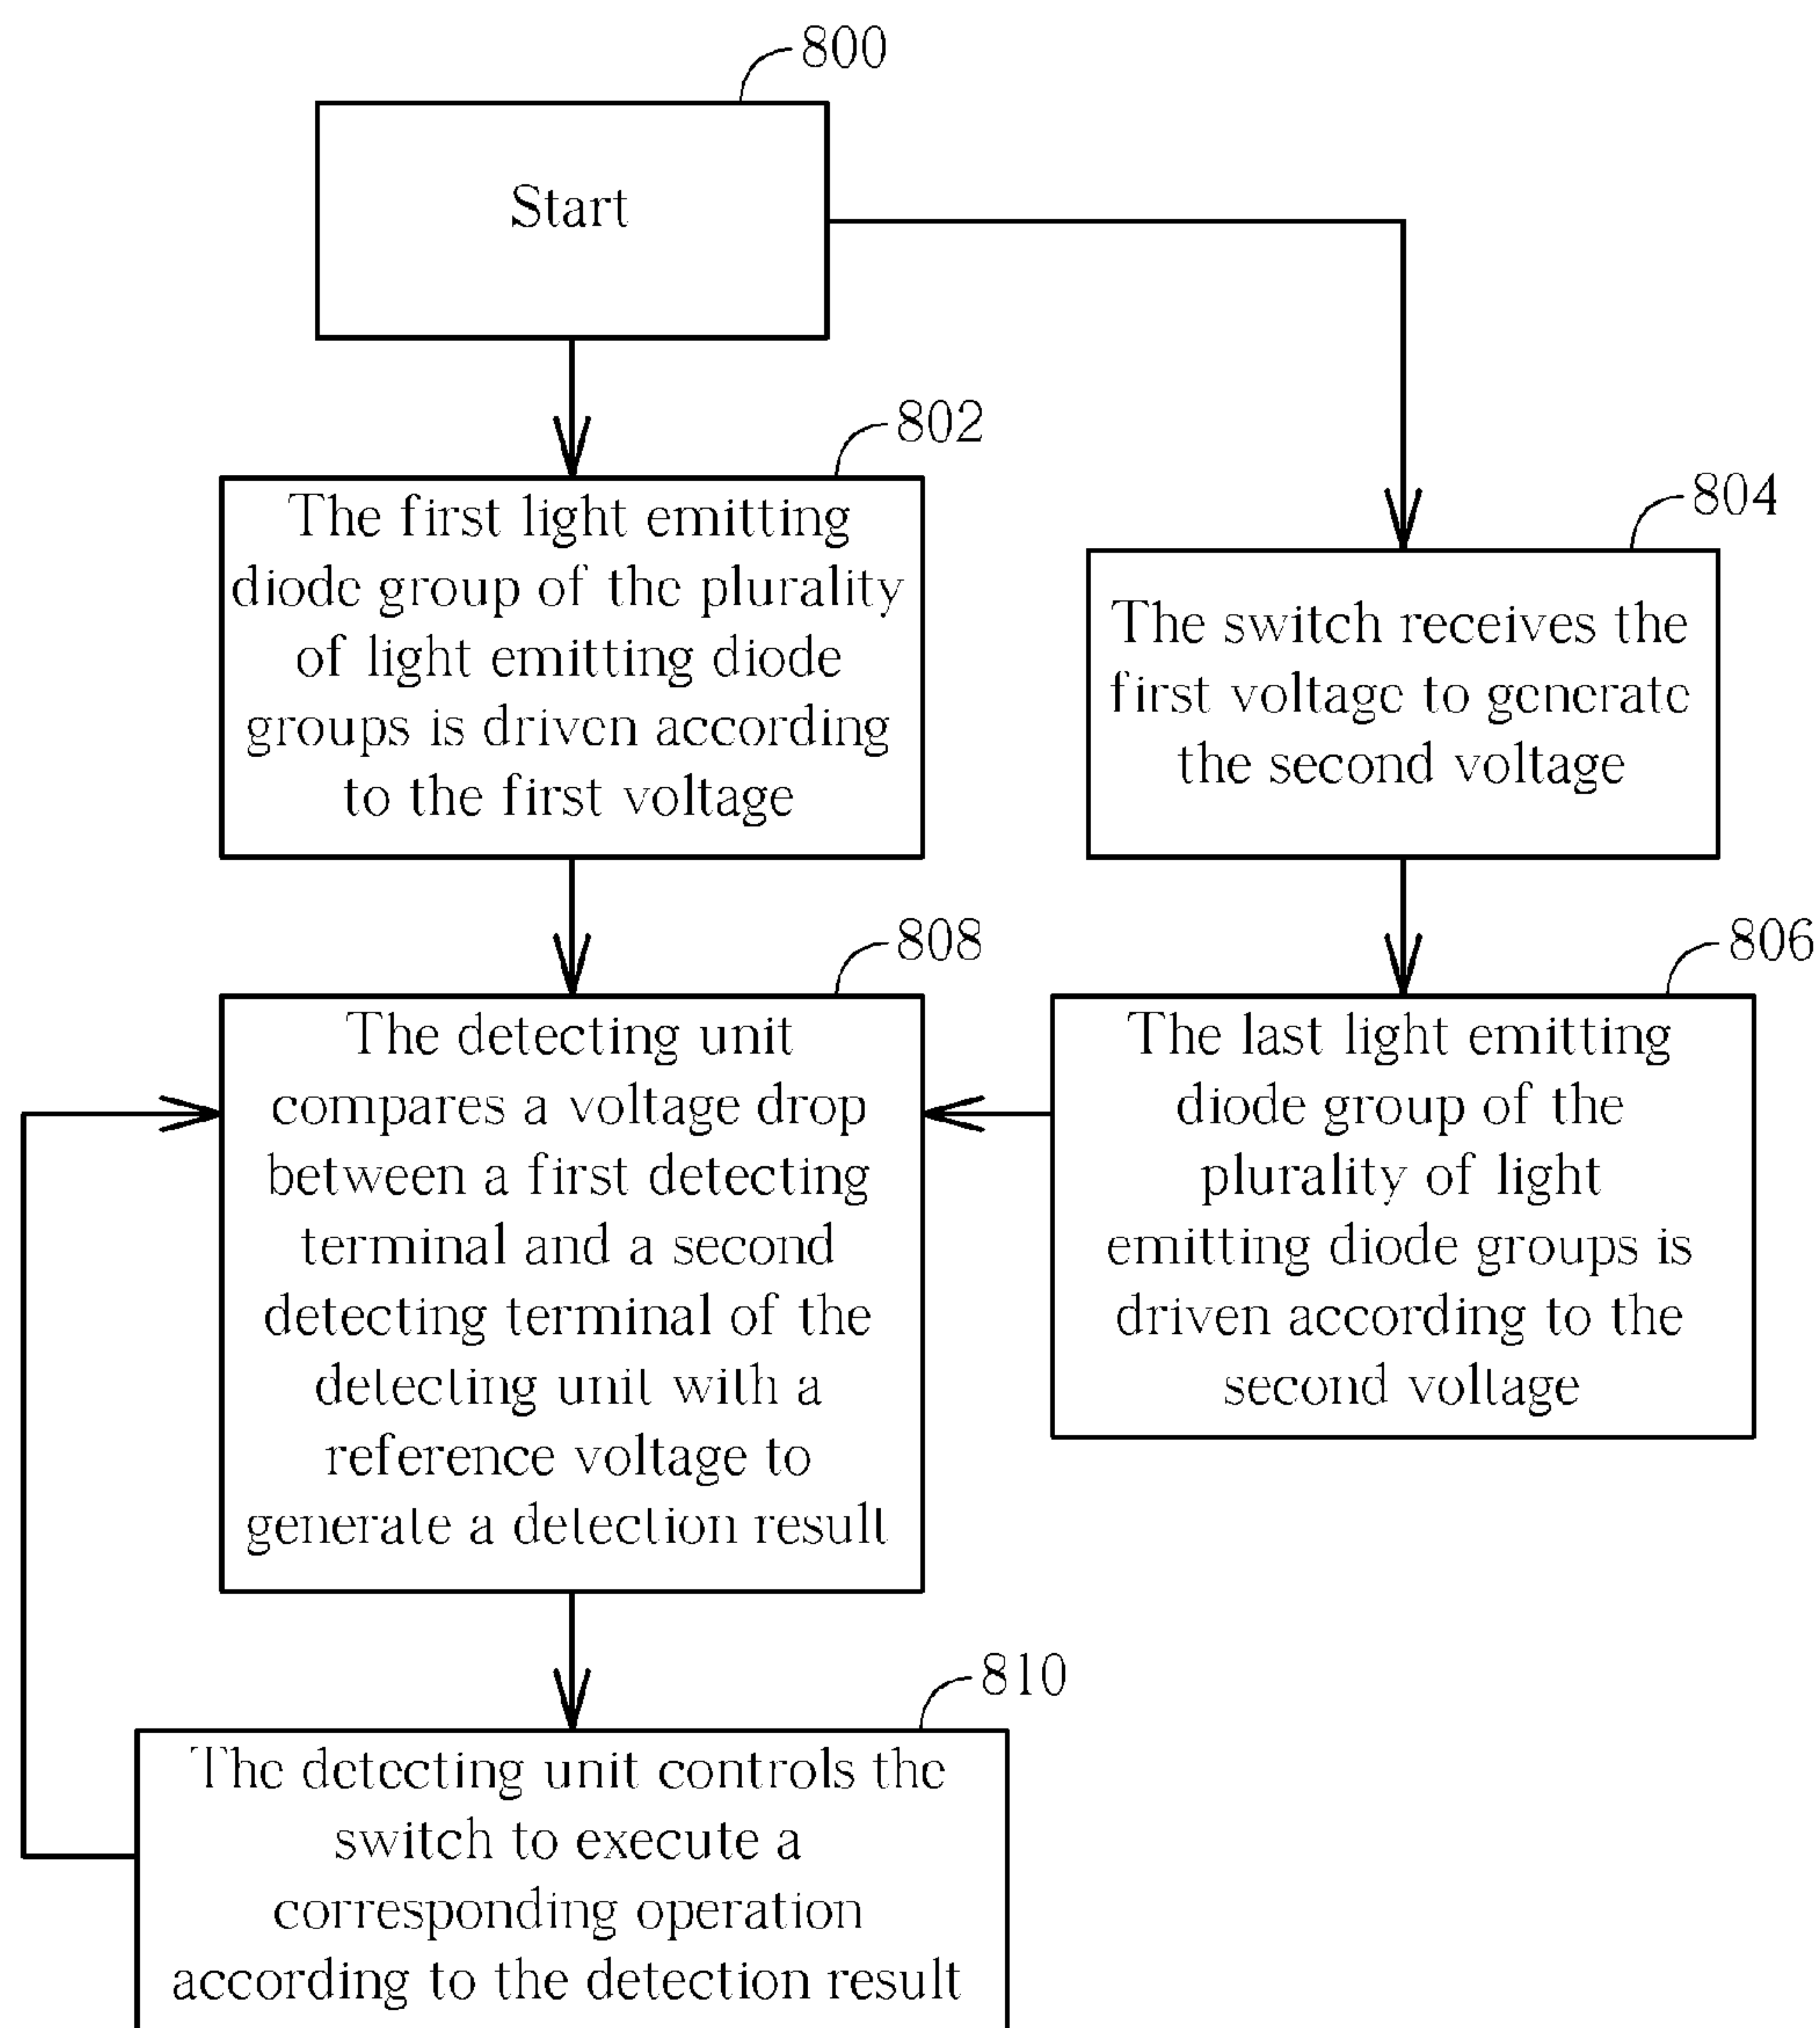 800
Start
802
The first light emitting
diode group of the plurality
of light emitting diode
groups is driven according
to the first voltage
804
The switch receives the
first voltage to generate
the second voltage
808
The detecting unit
compares a voltage drop
between a first detecting
terminal and a second
detecting terminal of the
detecting unit with a
reference voltage to
generate a detection result
806
The last light emitting
diode group of the
plurality of light
emitting diode groups is
driven according to the
second voltage
810
The detecting unit controls the
switch to execute a
corresponding operation
according to the detection result